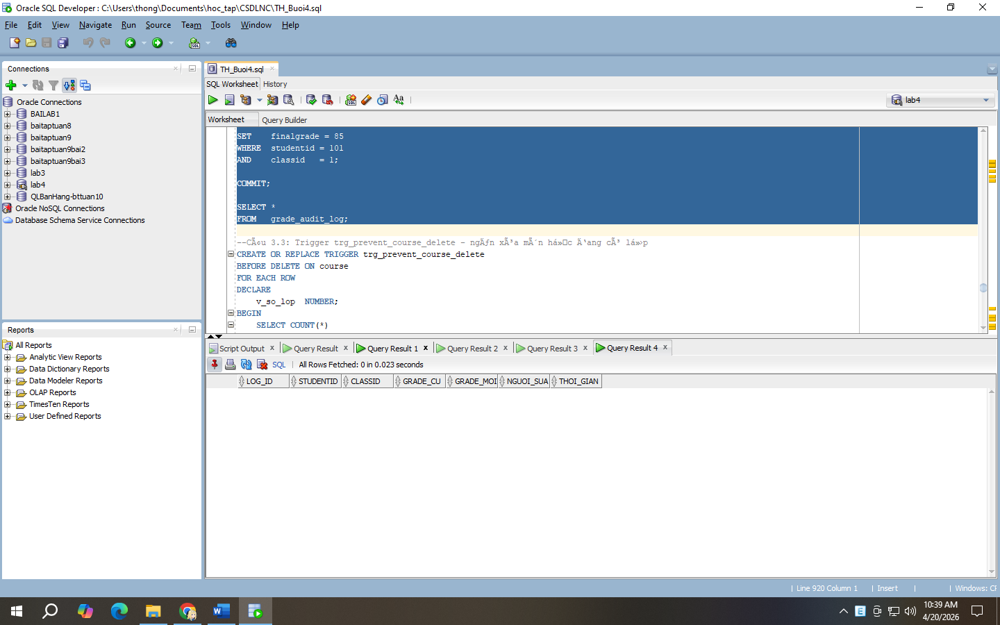 Oracle SQL Developer : C:\Users\thong\Documents\hoc_tap\CSDLNC\TH_Buoi4.sql
File Edit View Navigate Run Source Team Tools Window Help
Connections
Oracle Connections
BAILAB1
baitaptuan8
baitaptuan9
baitaptuan9bai2
baitaptuan9bai3
lab3
lab4
QLBanHang-bttuan10
Oracle NoSQL Connections
Database Schema Service Connections
Reports
All Reports
Analytic View Reports
Data Dictionary Reports
Data Modeler Reports
OLAP Reports
TimesTen Reports
User Defined Reports
TH_Buoi4.sql
SQL Worksheet History
lab4
Worksheet Query Builder
SET finalgrade = 85
WHERE studentid = 101
AND classid = 1;
COMMIT;
SELECT *
FROM grade_audit_log;
--CÃ¢u 3.3: Trigger trg_prevent_course_delete - ngÄƒn xÃ³a mÃ´n há»c Ä‘ang cÃ³ lá»›p
CREATE OR REPLACE TRIGGER trg_prevent_course_delete
BEFORE DELETE ON course
FOR EACH ROW
DECLARE
v_so_lop NUMBER;
BEGIN
SELECT COUNT(*)
Script Output Query Result Query Result 1 Query Result 2 Query Result 3 Query Result 4
SQL All Rows Fetched: 0 in 0.023 seconds
LOG_ID STUDENTID CLASSID GRADE_CU GRADE_MOI NGUOI_SUA THOI_GIAN
Line 920 Column 1 Insert Windows: CF
10:39 AM
4/20/2026